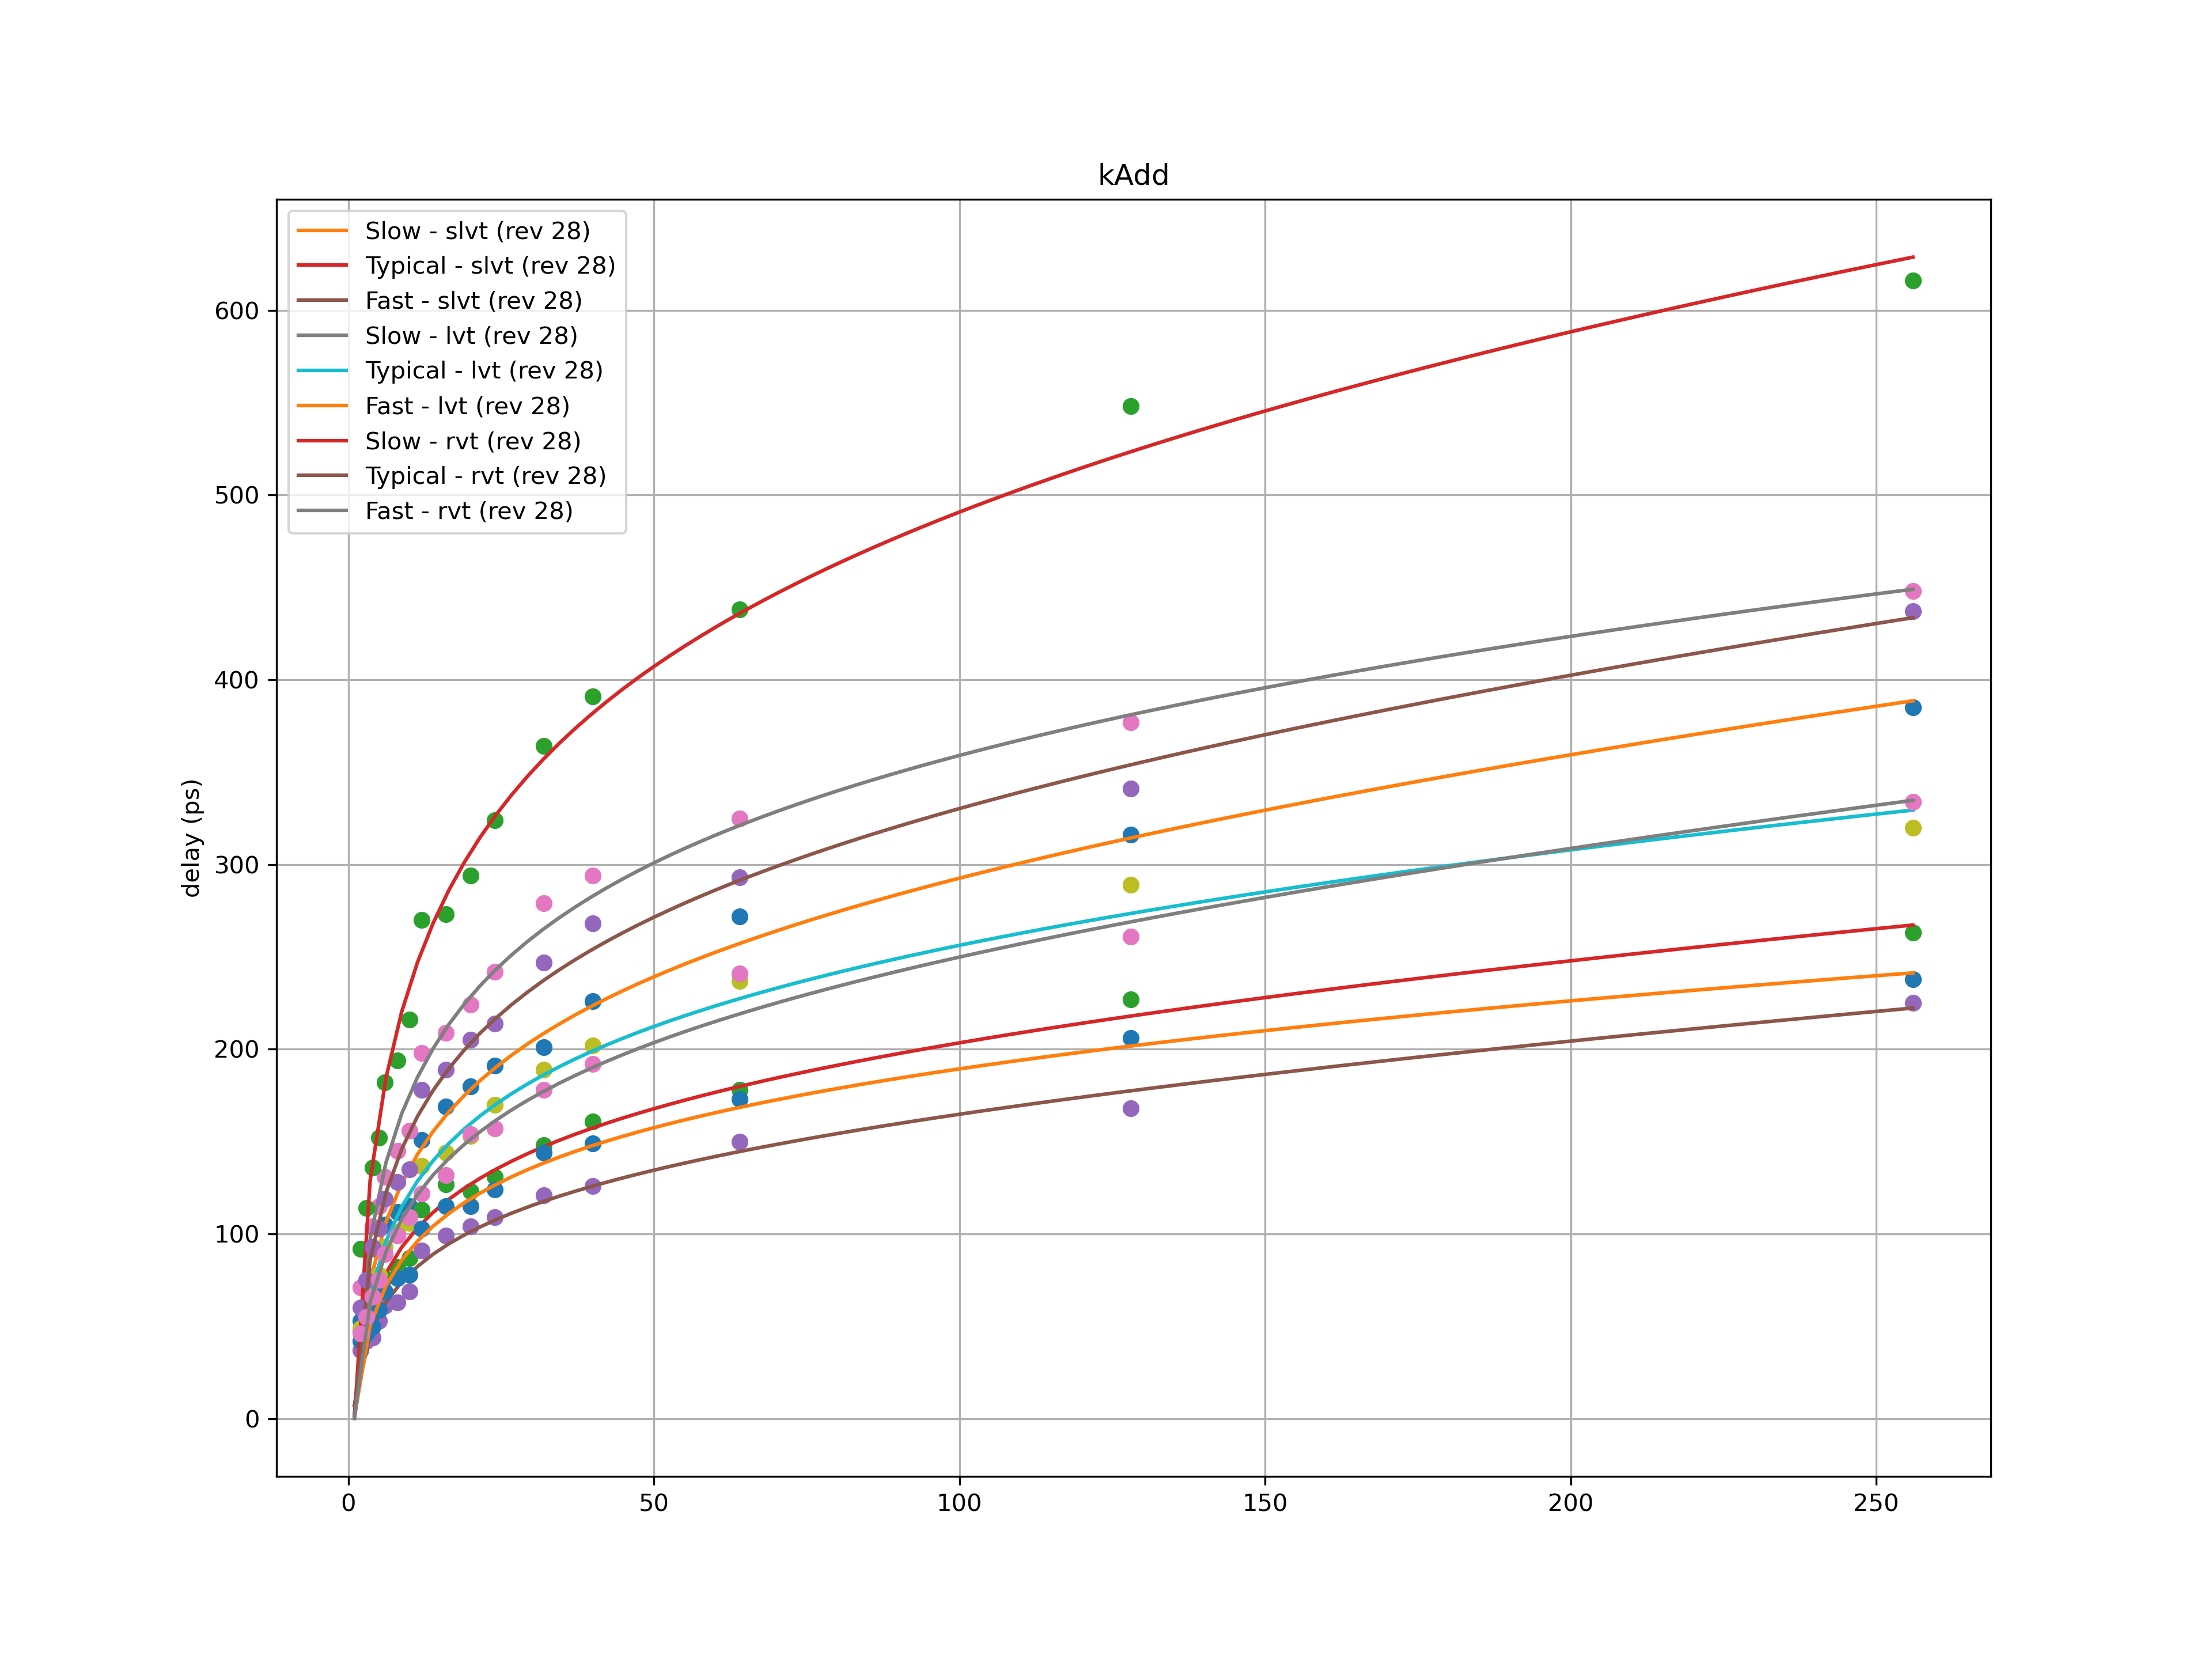 kAdd
Slow - slvt (rev 28)
Typical - slvt (rev 28)
Fast - slvt (rev 28)
Slow - lvt (rev 28)
Typical - lvt (rev 28)
Fast - lvt (rev 28)
Slow - rvt (rev 28)
Typical - rvt (rev 28)
Fast - rvt (rev 28)
delay (ps)
600
500
400
300
200
100
0
0 50 100 150 200 250